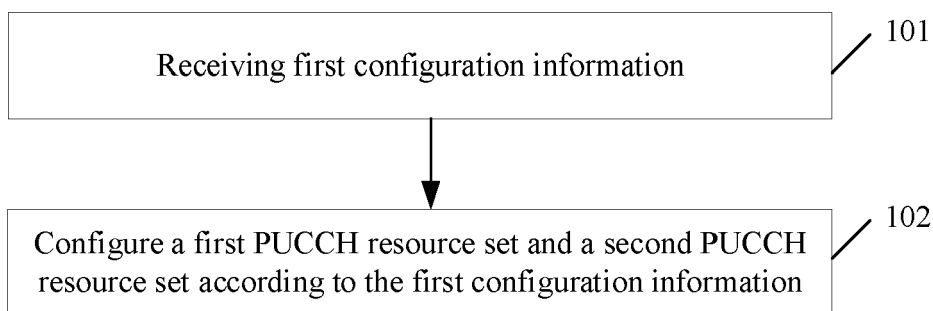 101
Receiving first configuration information
102
Configure a first PUCCH resource set and a second PUCCH
resource set according to the first configuration information